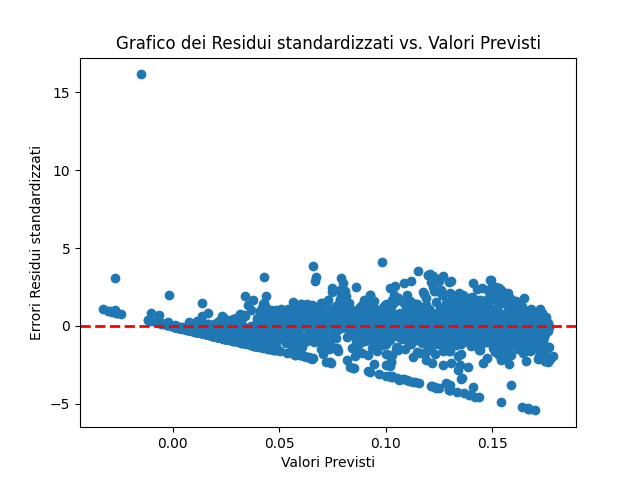 Grafico dei Residui standardizzati vs. Valori Previsti
Errori Residui standardizzati
15
10
5
0
−5
0.00 0.05 0.10 0.15
Valori Previsti